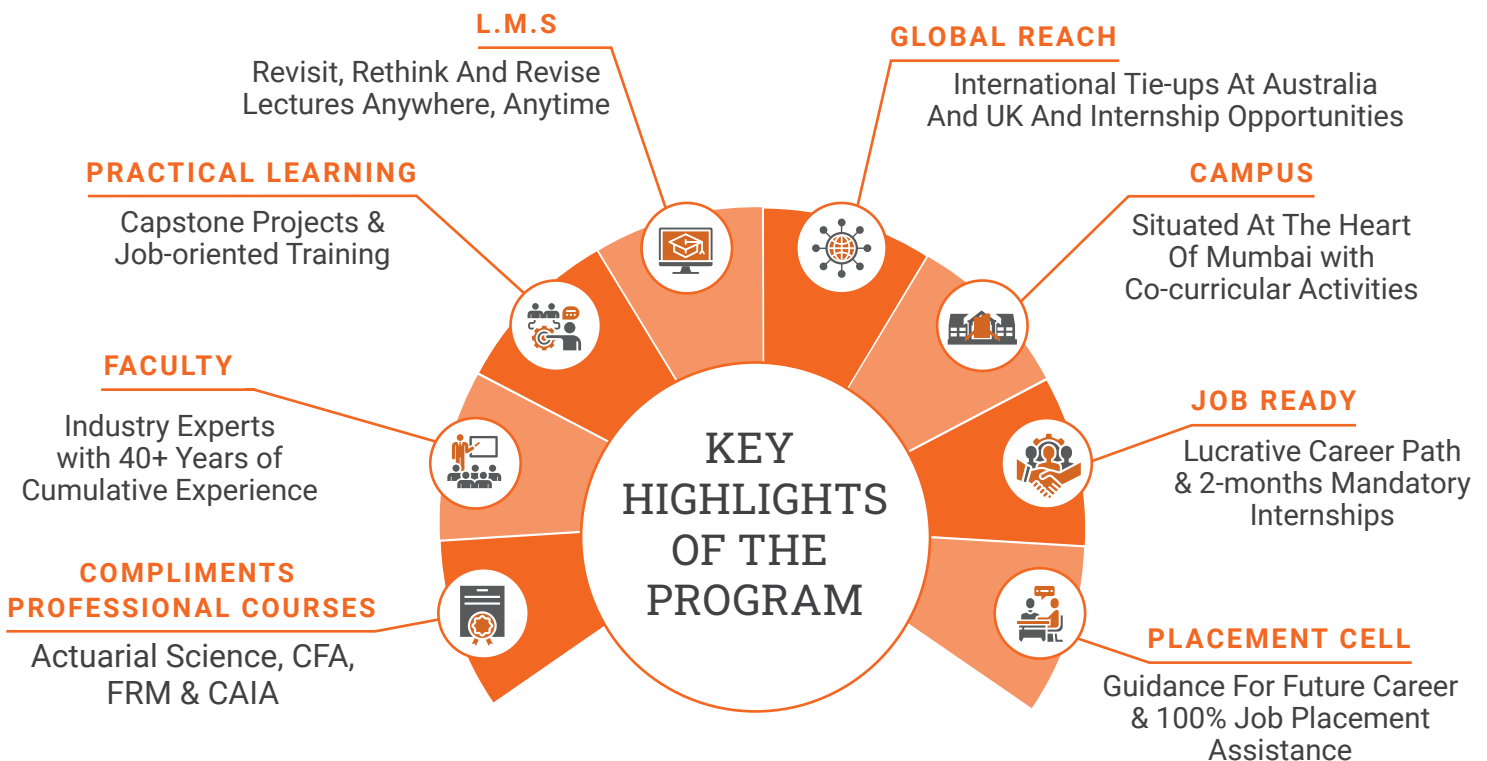 L.M.S
Revisit, Rethink And Revise
Lectures Anywhere, Anytime
GLOBAL REACH
International Tie-ups At Australia
And UK And Internship Opportunities
PRACTICAL LEARNING
Capstone Projects &
Job-oriented Training
CAMPUS
Situated At The Heart
Of Mumbai with
Co-curricular Activities
FACULTY
Industry Experts
with 40+ Years of
Cumulative Experience
JOB READY
Lucrative Career Path
& 2-months Mandatory
Internships
COMPLIMENTS
PROFESSIONAL COURSES
Actuarial Science, CFA,
FRM & CAIA
PLACEMENT CELL
Guidance For Future Career
& 100% Job Placement
Assistance
KEY
HIGHLIGHTS
OF THE
PROGRAM